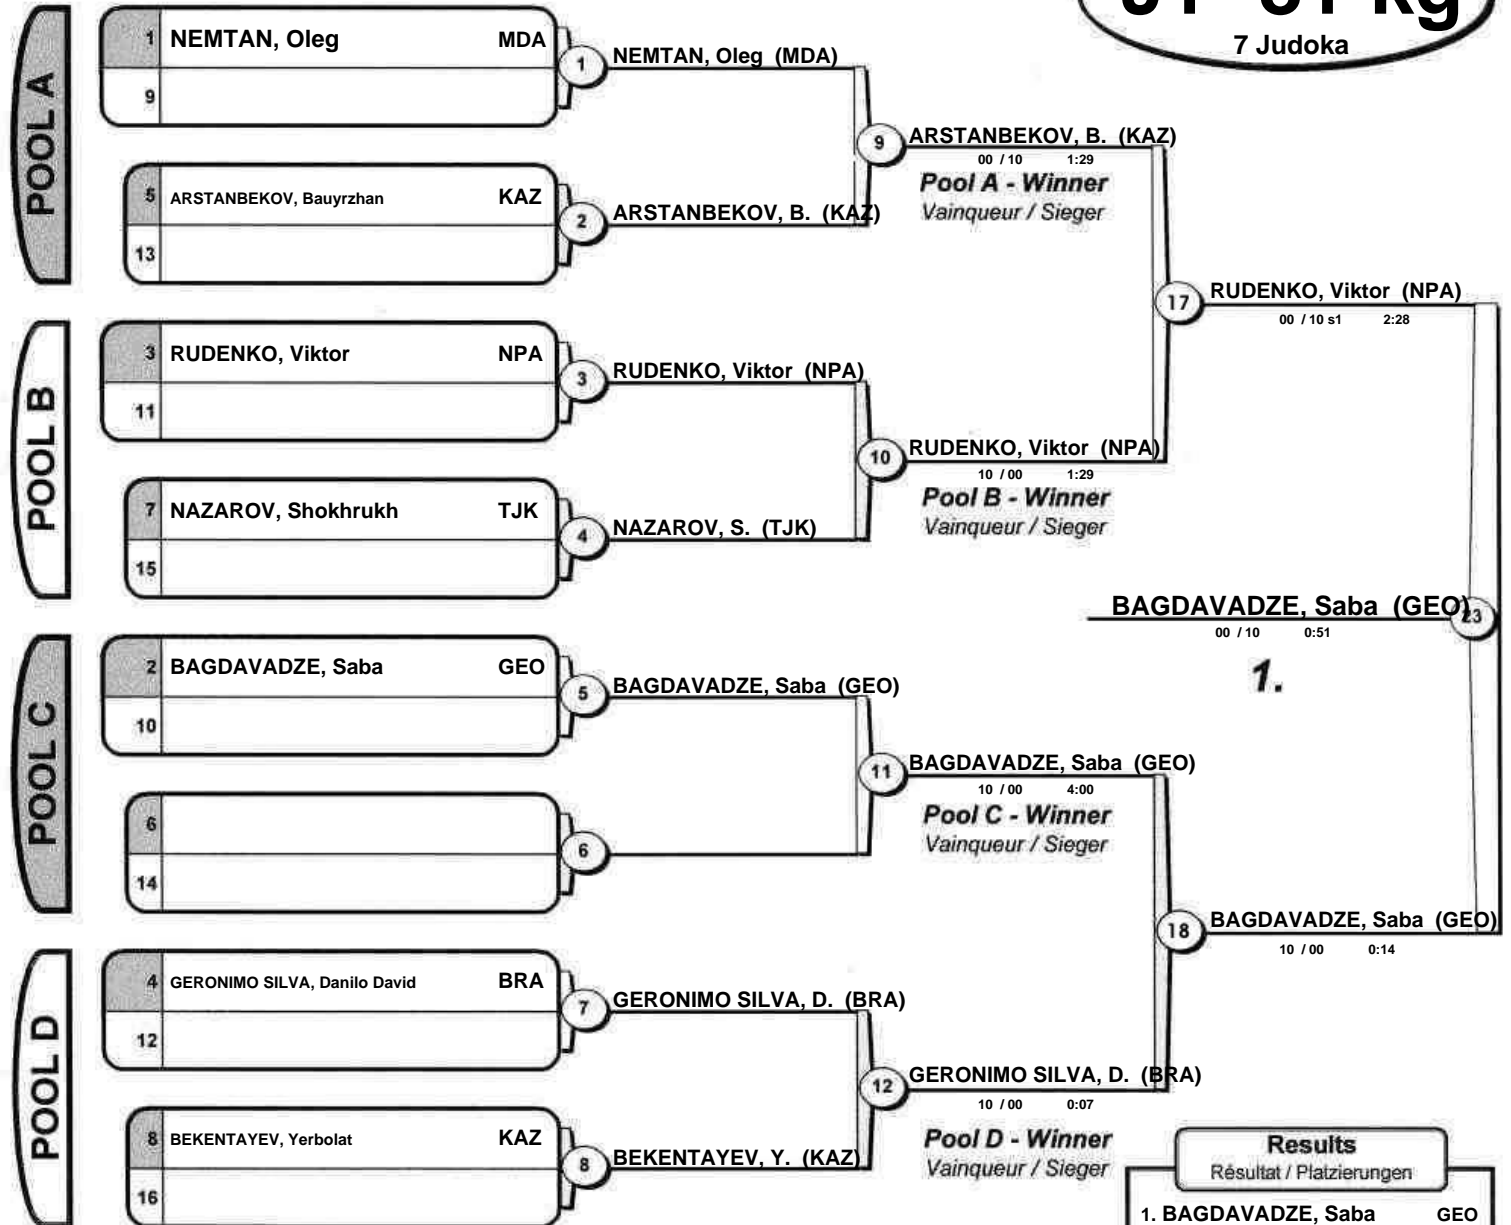 7 Judoka
POOL A
1 NEMTAN, Oleg MDA
9
1 NEMTAN, Oleg (MDA)
5 ARSTANBEKOV, Bauyrzhan KAZ
13
2 ARSTANBEKOV, B. (KAZ)
9 ARSTANBEKOV, B. (KAZ)
00 / 10 1:29
Pool A - Winner
Vainqueur / Sieger
POOL B
3 RUDENKO, Viktor NPA
11
3 RUDENKO, Viktor (NPA)
7 NAZAROV, Shokhrukh TJK
15
4 NAZAROV, S. (TJK)
10 RUDENKO, Viktor (NPA)
10 / 00 1:29
Pool B - Winner
Vainqueur / Sieger
17 RUDENKO, Viktor (NPA)
00 / 10 s1 2:28
BAGDAVADZE, Saba (GEO) 23
00 / 10 0:51
1.
POOL C
2 BAGDAVADZE, Saba GEO
10
5 BAGDAVADZE, Saba (GEO)
6
14
6
11 BAGDAVADZE, Saba (GEO)
10 / 00 4:00
Pool C - Winner
Vainqueur / Sieger
18 BAGDAVADZE, Saba (GEO)
10 / 00 0:14
POOL D
4 GERONIMO SILVA, Danilo David BRA
12
7 GERONIMO SILVA, D. (BRA)
8 BEKENTAYEV, Yerbolat KAZ
16
8 BEKENTAYEV, Y. (KAZ)
12 GERONIMO SILVA, D. (BRA)
10 / 00 0:07
Pool D - Winner
Vainqueur / Sieger
Results
Résultat / Platzierungen
1. BAGDAVADZE, Saba GEO